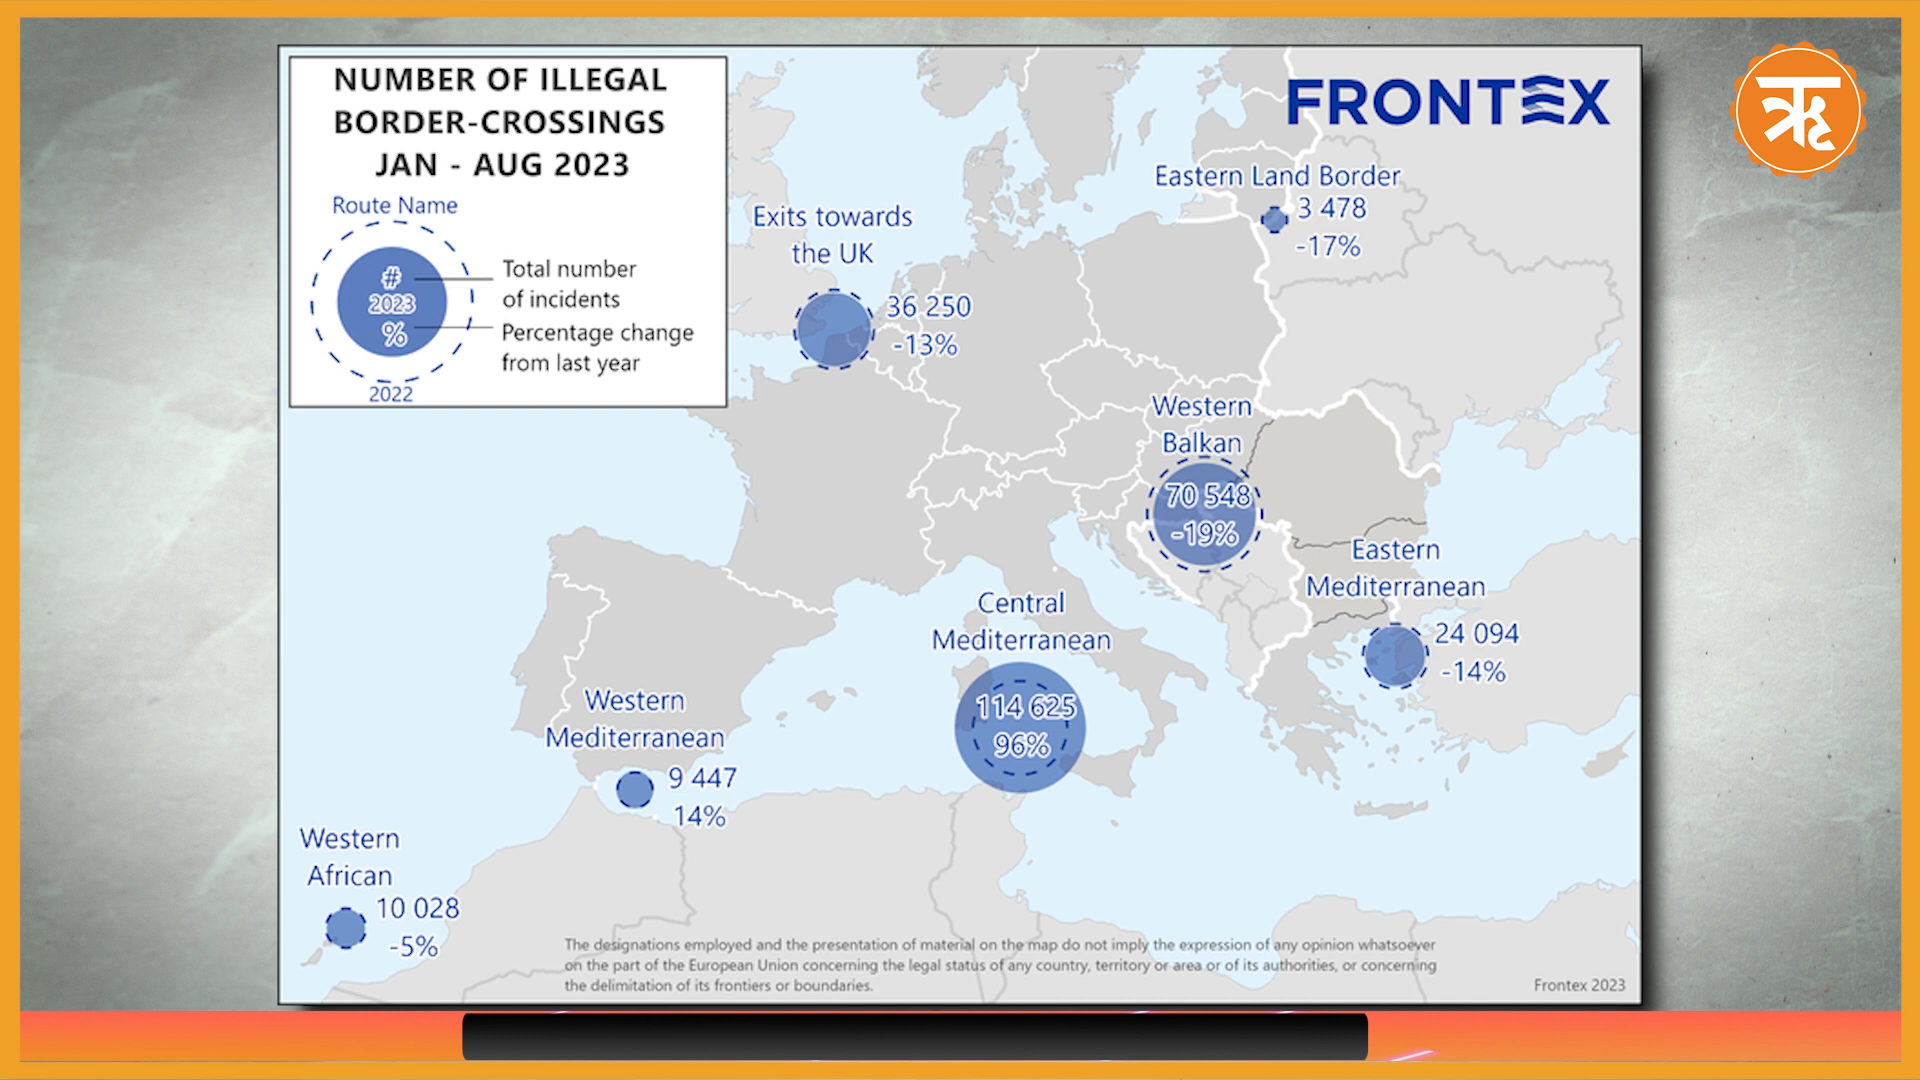 NUMBER OF ILLEGAL
BORDER-CROSSINGS
JAN - AUG 2023
Route Name
#
2023
%
2022
Total number
of incidents
Percentage change
from last year
FRONTEX
ऋ
Eastern Land Border
3 478
-17%
Exits towards
the UK
36 250
-13%
Western
Balkan
70 548
-19%
Eastern
Mediterranean
24 094
-14%
Central
Mediterranean
114 625
96%
Western
Mediterranean
9 447
14%
Western
African
10 028
-5%
The designations employed and the presentation of material on the map do not imply the expression of any opinion whatsoever
on the part of the European Union concerning the legal status of any country, territory or area or of its authorities, or concerning
the delimitation of its frontiers or boundaries.
Frontex 2023